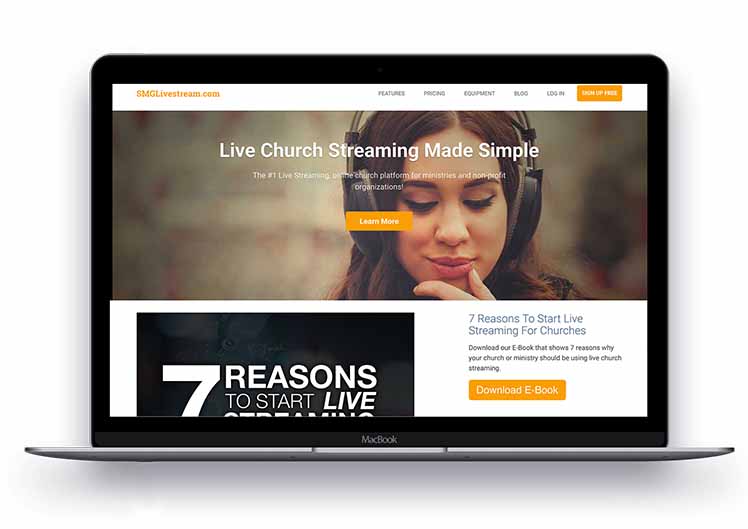 SMGLivestream.com
FEATURES PRICING EQUIPMENT BLOG LOG IN SIGN UP FREE
Live Church Streaming Made Simple
The #1 Live Streaming, online church platform for ministries and non-profit
organizations!
Learn More
7 REASONS
TO START LIVE
STREAMING
7 Reasons To Start Live
Streaming For Churches
Download our E-Book that shows 7 reasons why
your church or ministry should be using live church
streaming.
Download E-Book
MacBook